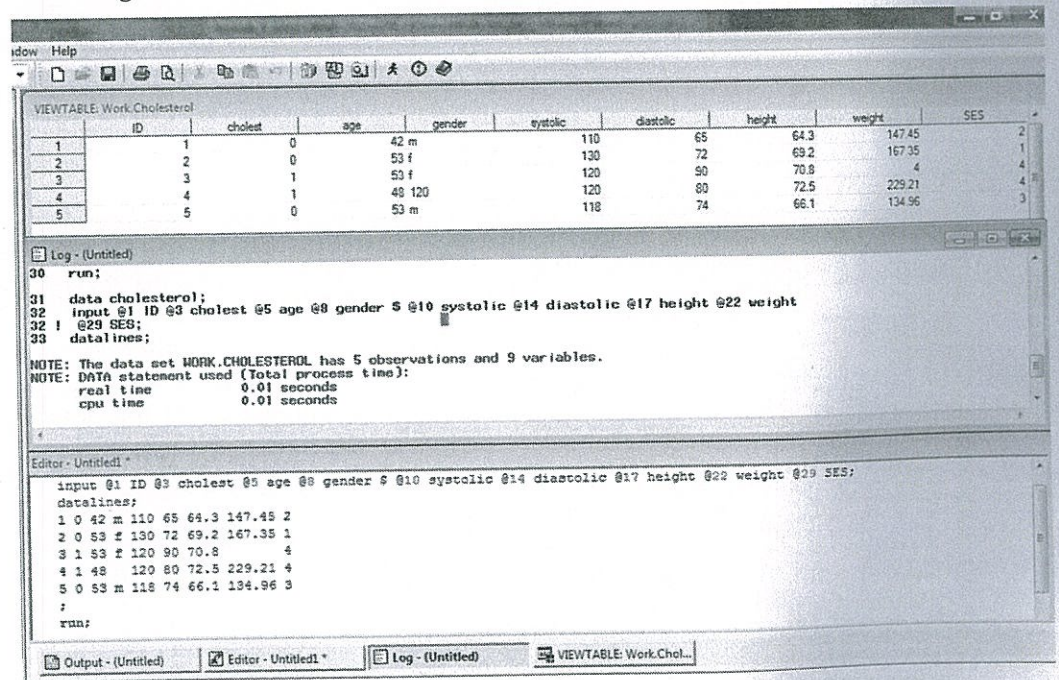 dow Help
VIEWTABLE: Work.Cholesterol
ID cholest age gender systolic diastolic height weight SES
1 1 0 42 m 110 65 64.3 147.45 2
2 2 0 53 f 130 72 69.2 167.35 1
3 3 1 53 f 120 90 70.8 4 4
4 4 1 48 120 120 80 72.5 229.21 4
5 5 0 53 m 118 74 66.1 134.96 3
Log - (Untitled)
30 run;
31 data cholesterol;
32 input @1 ID @3 cholest @5 age @8 gender $ @10 systolic @14 diastolic @17 height @22 weight
32 ! @29 SES;
33 datalines;
NOTE: The data set WORK.CHOLESTEROL has 5 observations and 9 variables.
NOTE: DATA statement used (Total process time):
real time 0.01 seconds
cpu time 0.01 seconds
Editor - Untitled1 *
input @1 ID @3 cholest @5 age @8 gender $ @10 systolic @14 diastolic @17 height @22 weight @29 SES;
datalines;
1 0 42 m 110 65 64.3 147.45 2
2 0 53 f 130 72 69.2 167.35 1
3 1 53 f 120 90 70.8 4
4 1 48 120 80 72.5 229.21 4
5 0 53 m 118 74 66.1 134.96 3
;
run;
Output - (Untitled) Editor - Untitled1 * Log - (Untitled) VIEWTABLE: Work.Chol...